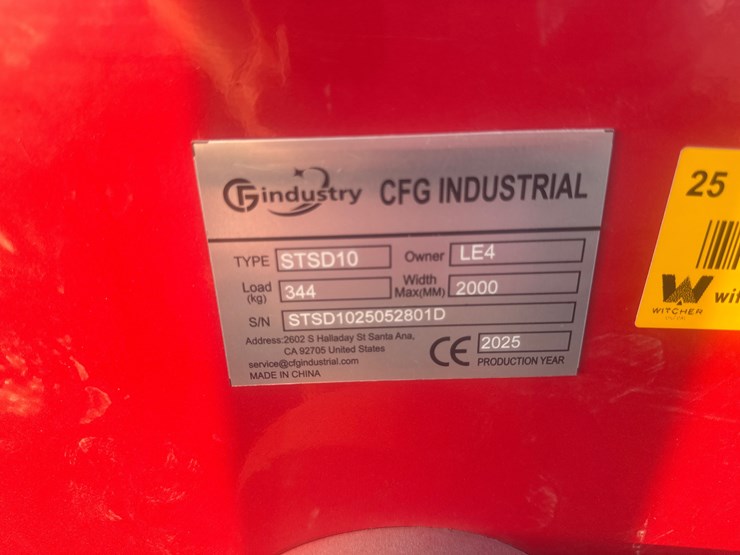 CFindustry CFG INDUSTRIAL
TYPE STSD10 Owner LE4
Load (kg) 344 Width Max(MM) 2000
S/N STSD1025052801D
Address:2602 S Halladay St Santa Ana,
CA 92705 United States
service@cfgindustrial.com
MADE IN CHINA
CE 2025
PRODUCTION YEAR
25
WITCHER